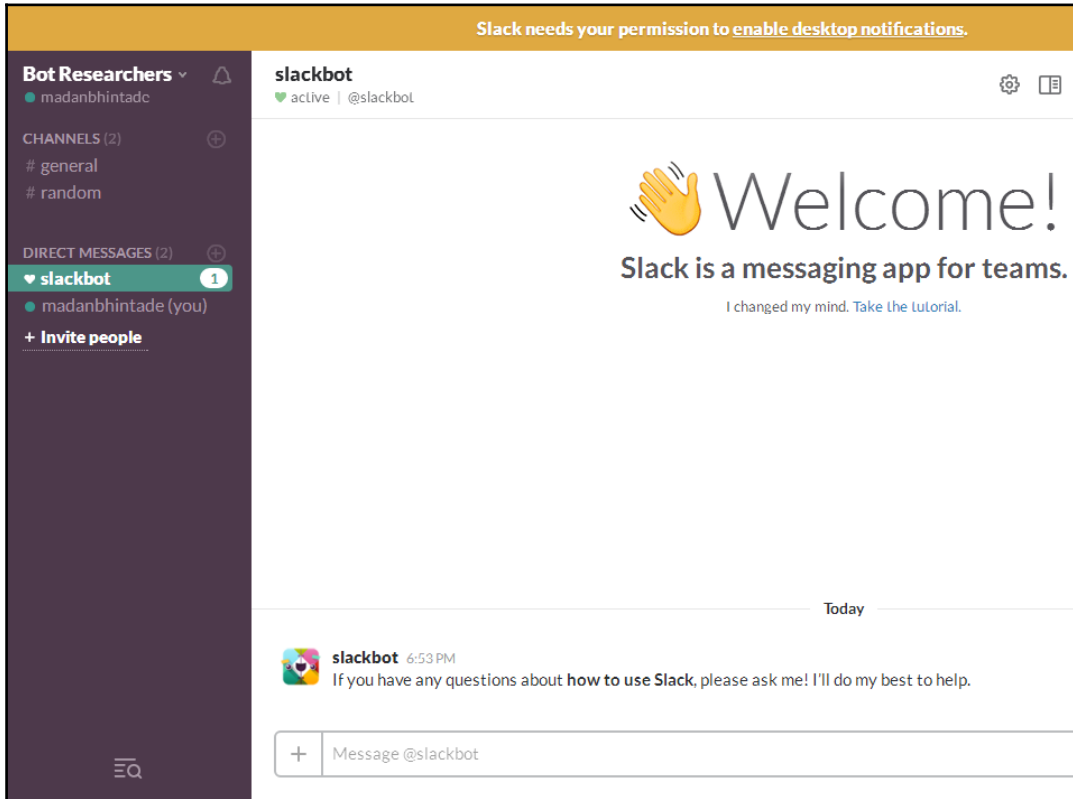 Slack needs your permission to enable desktop notifications.
Bot Researchers
madanbhintade
CHANNELS (2)
# general
# random
DIRECT MESSAGES (2)
slackbot 1
madanbhintade (you)
+ Invite people
slackbot
active | @slackbot
Welcome!
Slack is a messaging app for teams.
I changed my mind. Take the tutorial.
Today
slackbot 6:53 PM
If you have any questions about how to use Slack, please ask me! I'll do my best to help.
+ Message @slackbot